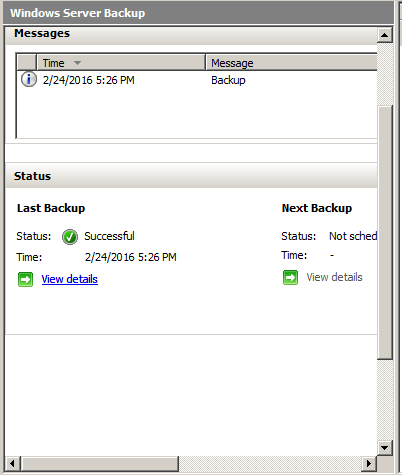 Windows Server Backup
Messages
Time Message
2/24/2016 5:26 PM Backup
Status
Last Backup Next Backup
Status: Successful Status: Not sched
Time: 2/24/2016 5:26 PM Time: -
View details View details